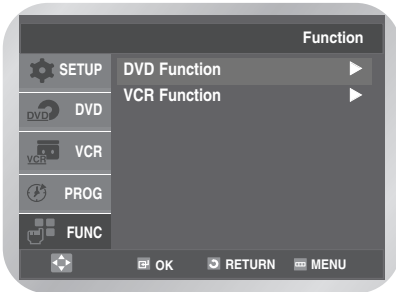 Function
SETUP
DVD Function
VCR Function
DVD DVD
VCR VCR
PROG
FUNC
OK RETURN MENU